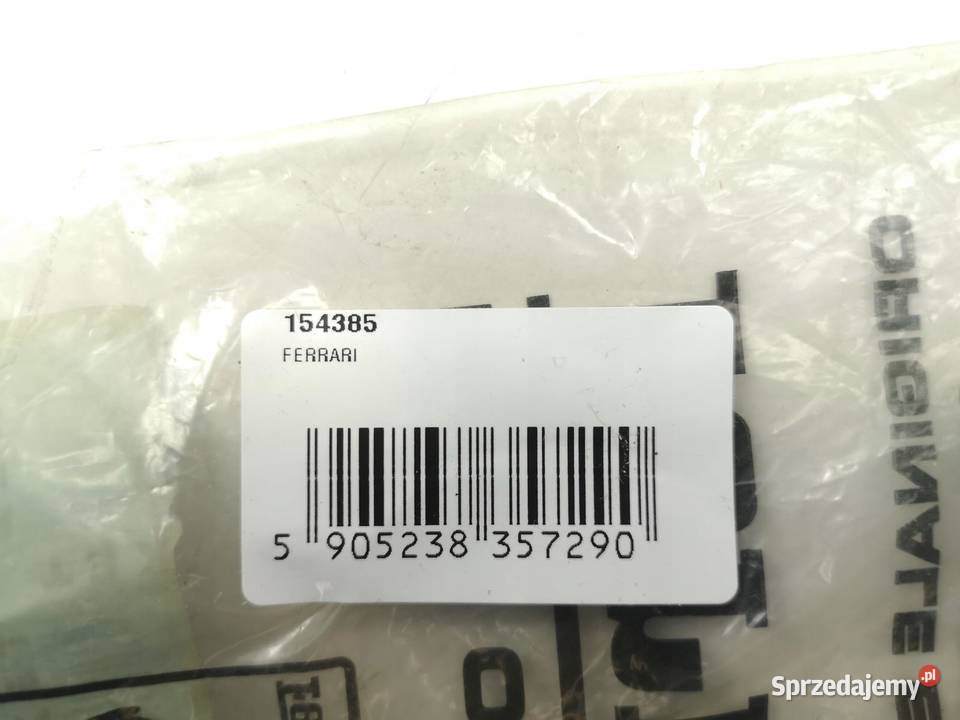 154385
FERRARI
5 905238 357290
ORIGINALE
Sprzedajemy.pl